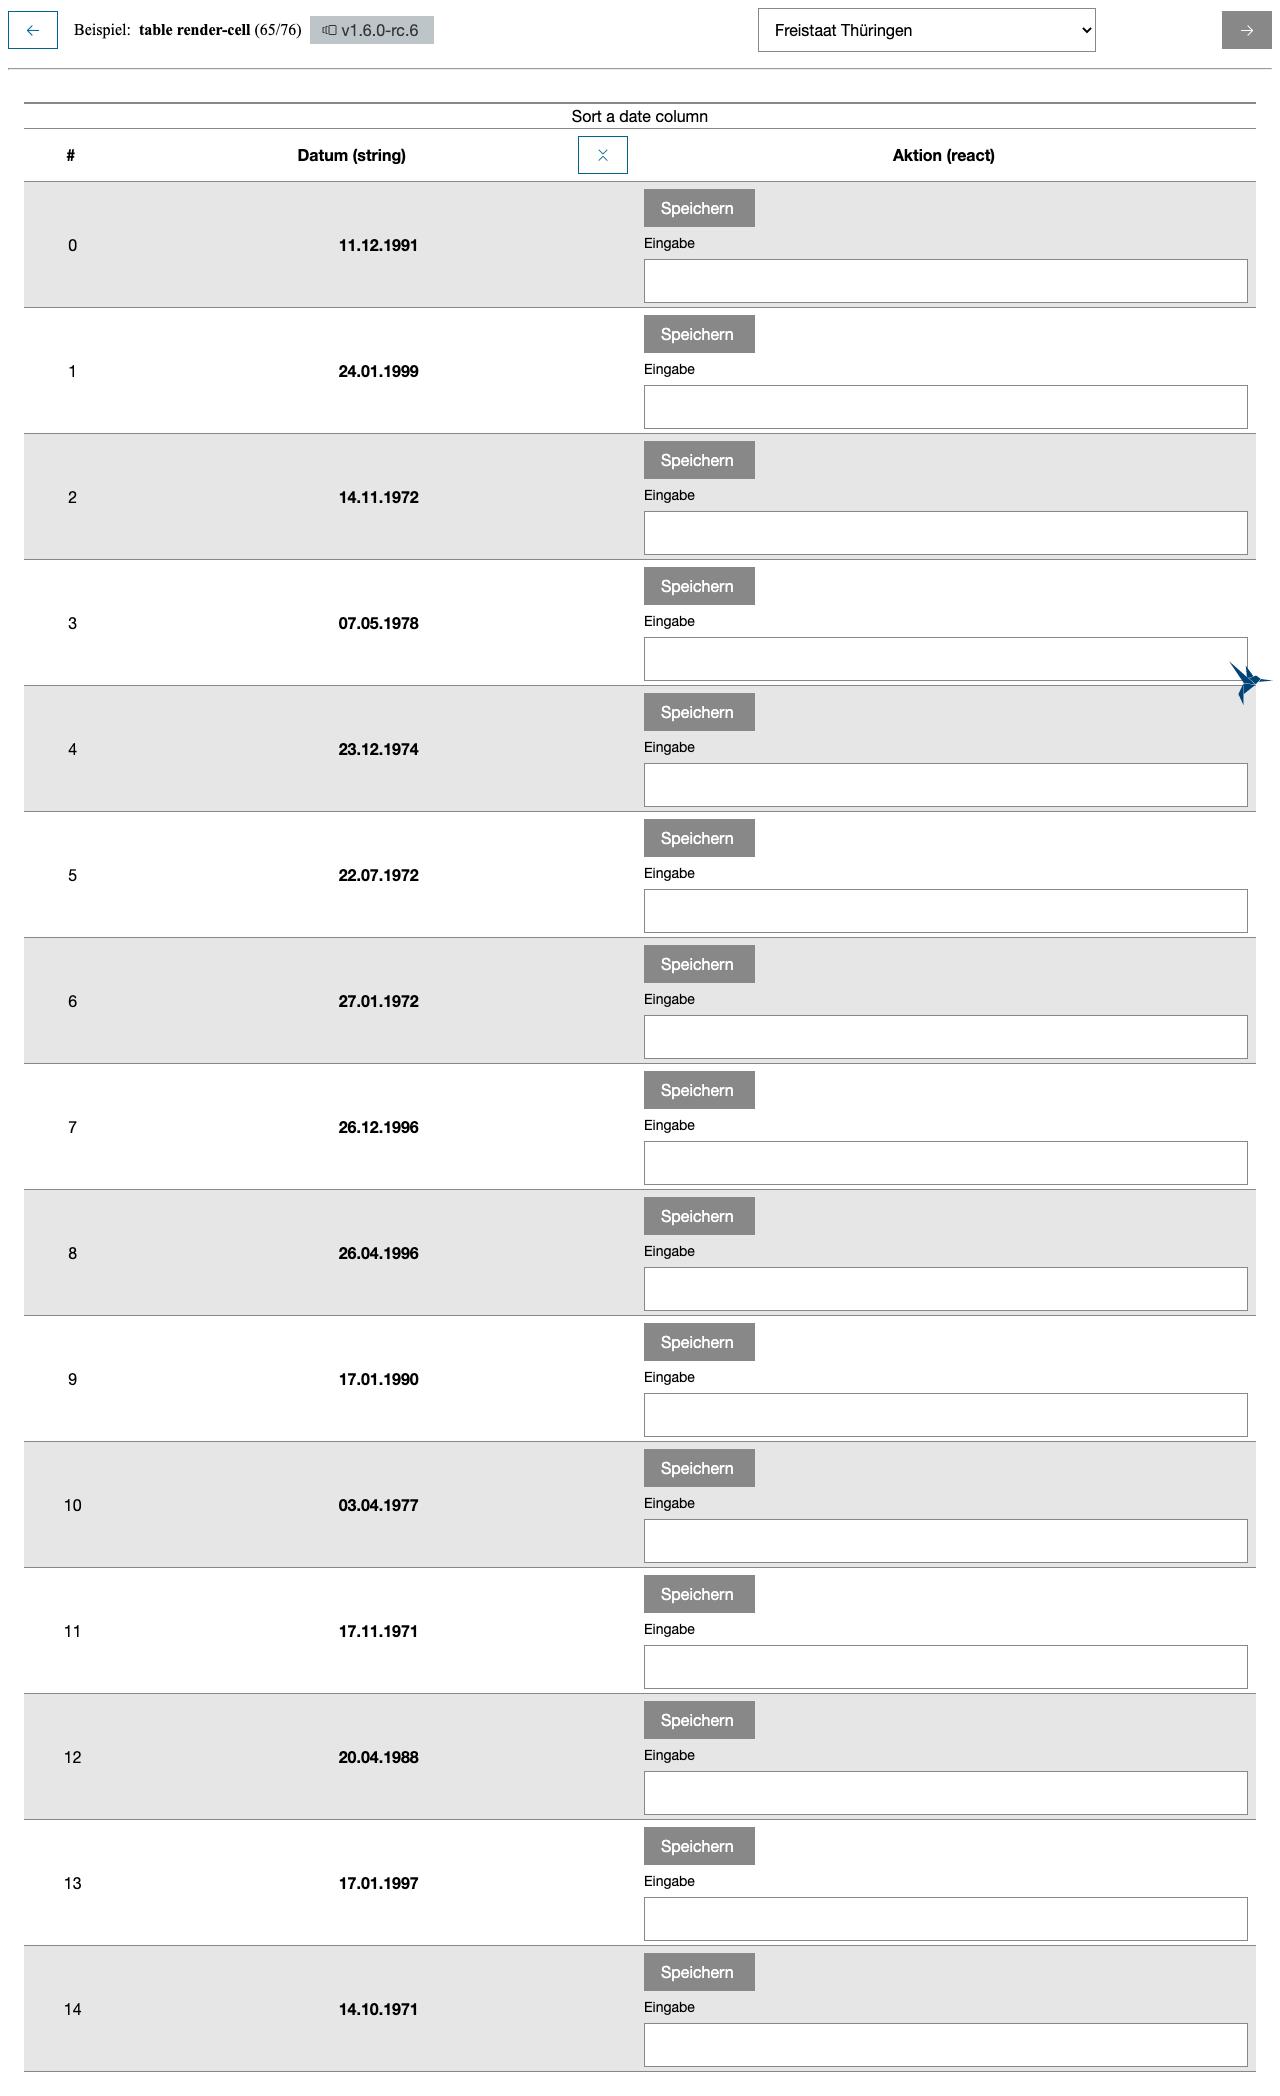 Beispiel: table render-cell (65/76) v1.6.0-rc.6 Freistaat Thüringen
Sort a date column
# Datum (string) Aktion (react)
Speichern
0 11.12.1991 Eingabe
Speichern
1 24.01.1999 Eingabe
Speichern
2 14.11.1972 Eingabe
Speichern
3 07.05.1978 Eingabe
Speichern
4 23.12.1974 Eingabe
Speichern
5 22.07.1972 Eingabe
Speichern
6 27.01.1972 Eingabe
Speichern
7 26.12.1996 Eingabe
Speichern
8 26.04.1996 Eingabe
Speichern
9 17.01.1990 Eingabe
Speichern
10 03.04.1977 Eingabe
Speichern
11 17.11.1971 Eingabe
Speichern
12 20.04.1988 Eingabe
Speichern
13 17.01.1997 Eingabe
Speichern
14 14.10.1971 Eingabe